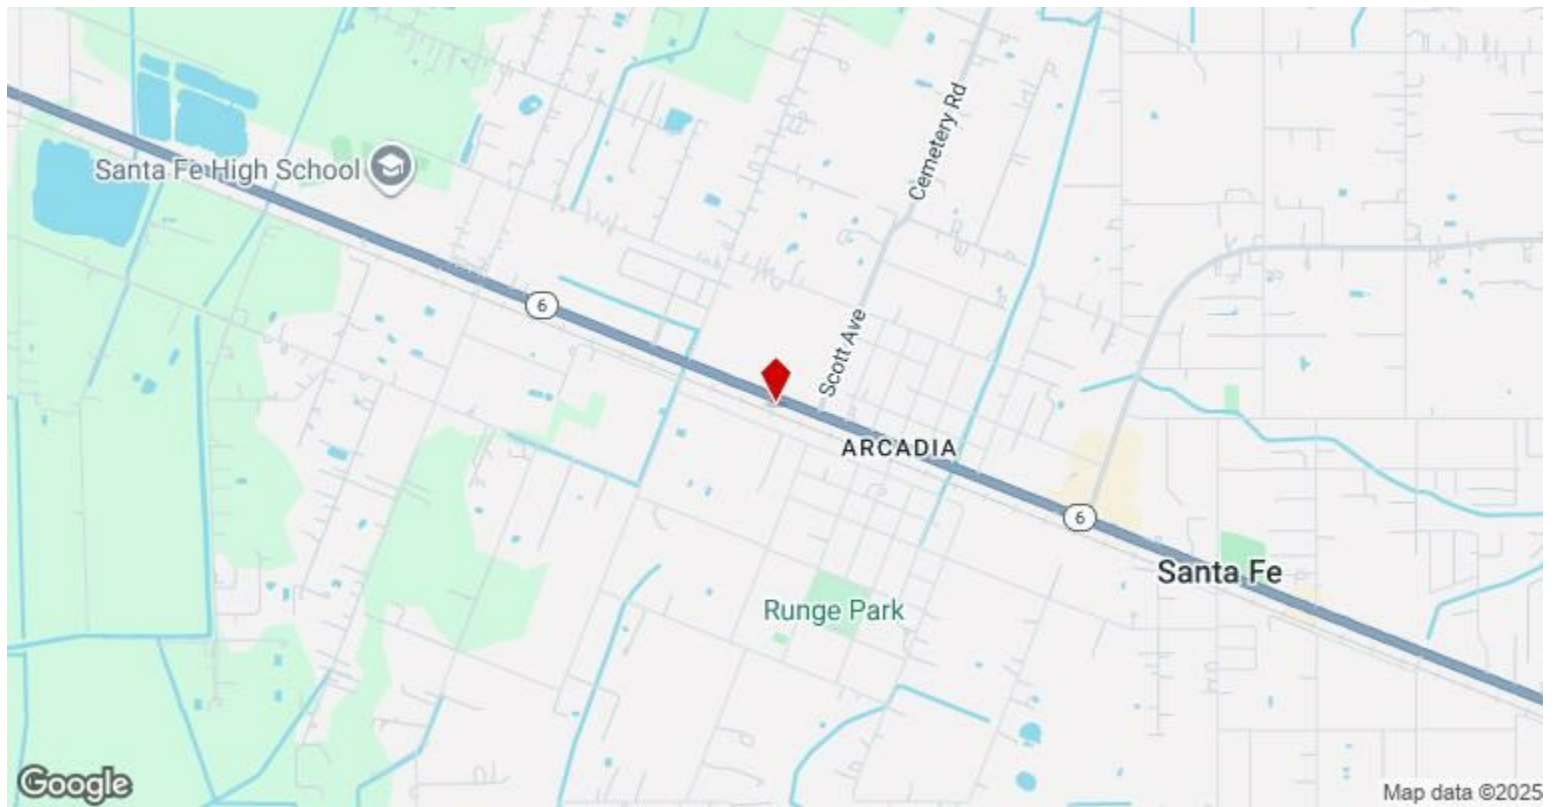 Cemetery Rd
Santa Fe High School
6
Scott Ave
ARCADIA
6
Santa Fe
Runge Park
Google
Map data ©2025